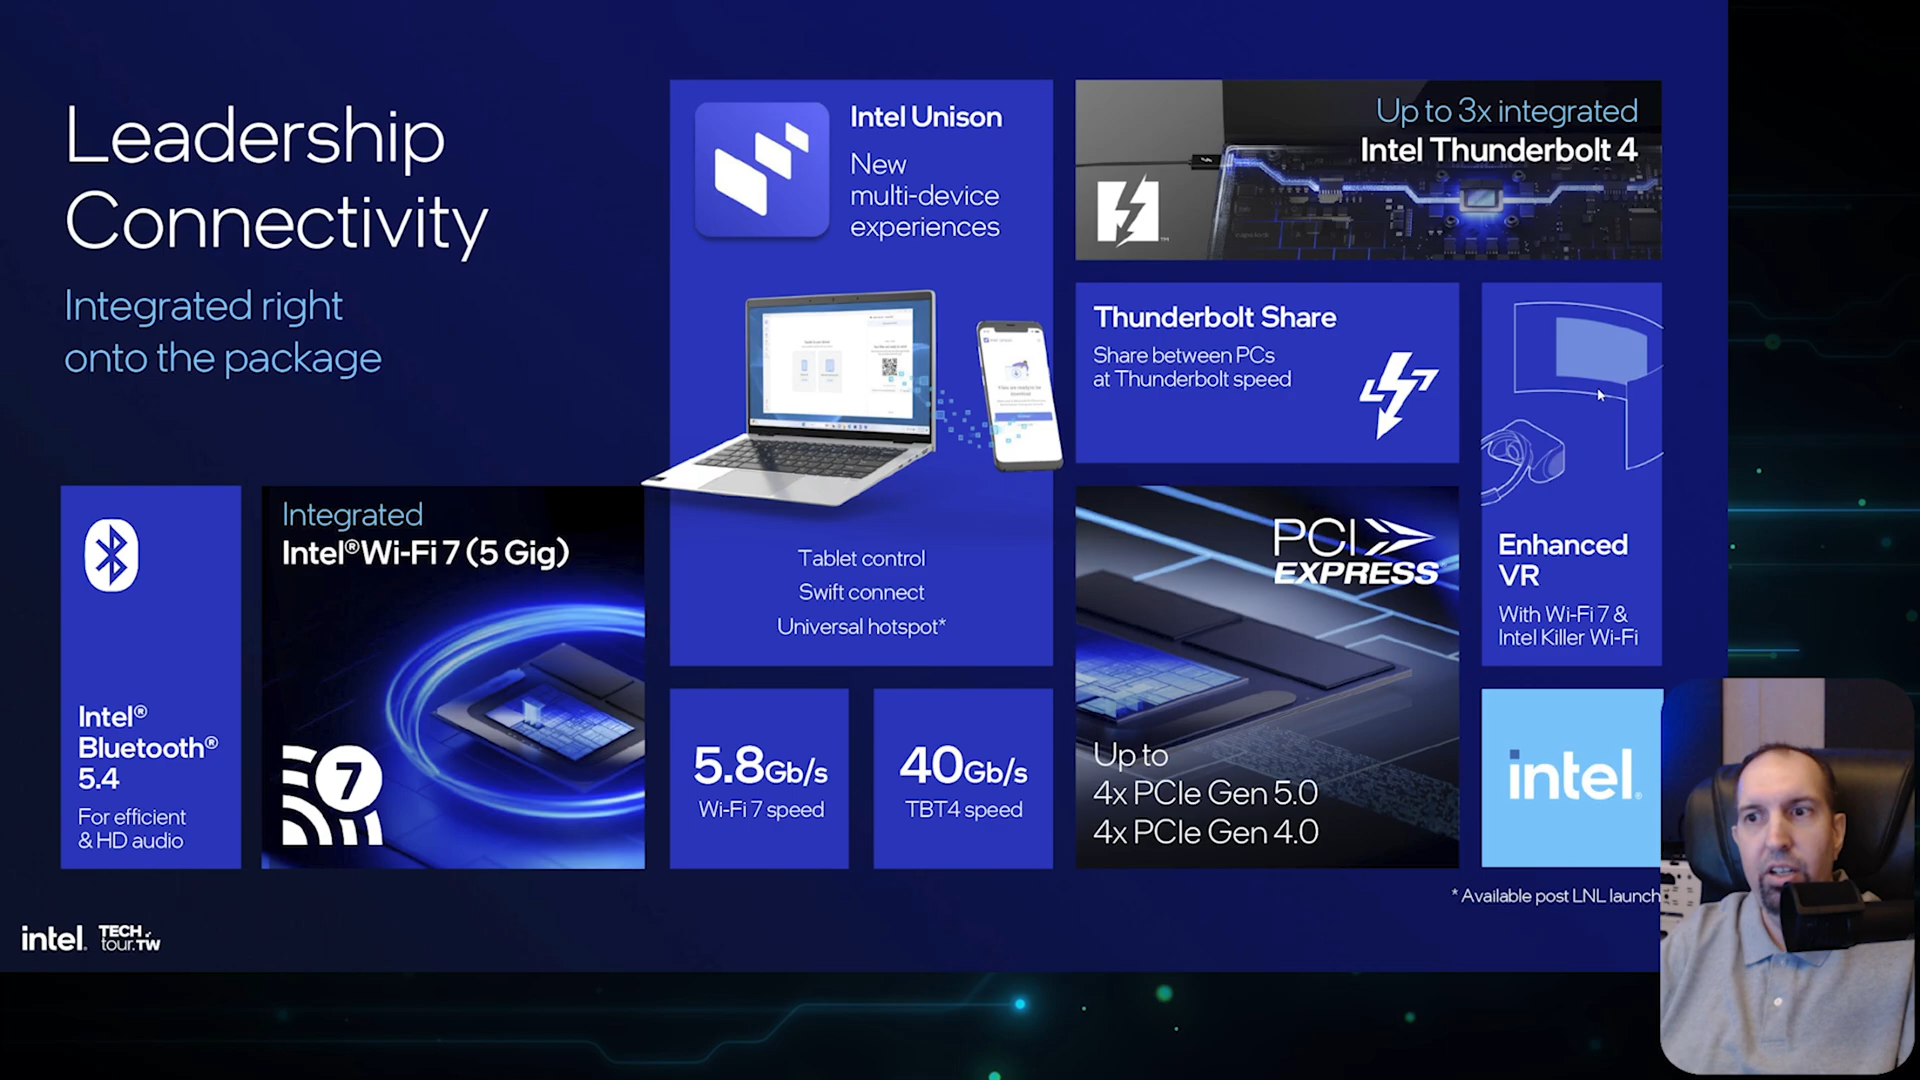 Leadership
Connectivity
Integrated right
onto the package
Intel Unison
New
multi-device
experiences
Tablet control
Swift connect
Universal hotspot*
Up to 3x integrated
Intel Thunderbolt 4
Thunderbolt Share
Share between PCs
at Thunderbolt speed
Enhanced
VR
With Wi-Fi 7 &
Intel Killer Wi-Fi
Intel®
Bluetooth®
5.4
For efficient
& HD audio
Integrated
Intel® Wi-Fi 7 (5 Gig)
7
5.8Gb/s
Wi-Fi 7 speed
40Gb/s
TBT4 speed
PCI
EXPRESS
Up to
4x PCIe Gen 5.0
4x PCIe Gen 4.0
intel®
* Available post LNL launch
intel. TECH
tour.TW